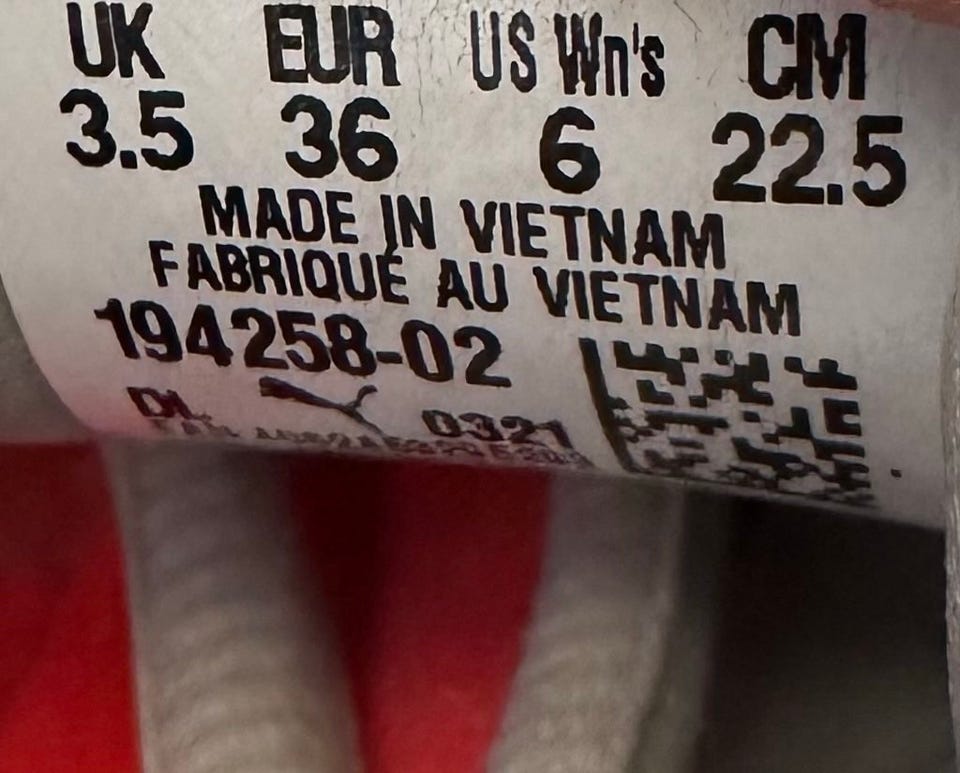 UK EUR US Wn's CM
3.5 36 6 22.5
MADE IN VIETNAM
FABRIQUÉ AU VIETNAM
194258-02
DL 0321